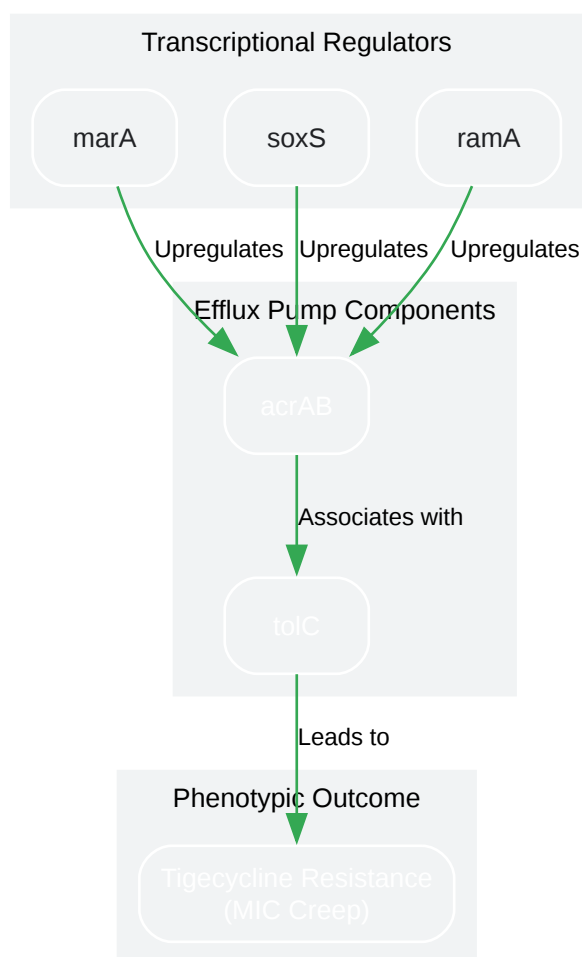 Transcriptional Regulators
marA
soxS
ramA
Upregulates
Upregulates
Upregulates
Efflux Pump Components
acrAB
Associates with
tolC
Leads to
Phenotypic Outcome
Tigecycline Resistance
(MIC Creep)